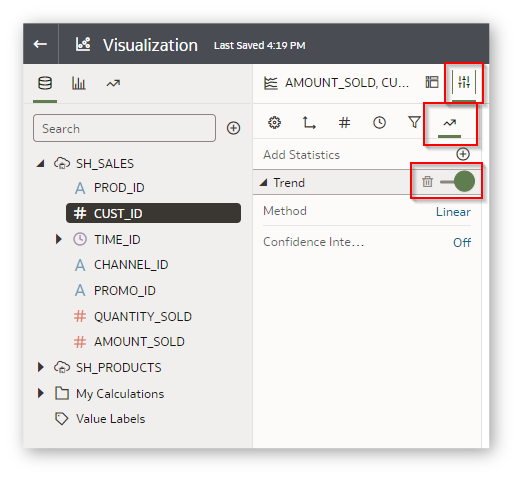 Visualization Last Saved 4:19 PM
AMOUNT_SOLD, CU...
Search
SH_SALES
A PROD_ID
# CUST_ID
TIME_ID
A CHANNEL_ID
A PROMO_ID
# QUANTITY_SOLD
# AMOUNT_SOLD
SH_PRODUCTS
My Calculations
Value Labels
#
Add Statistics
Trend
Method Linear
Confidence Inte... Off